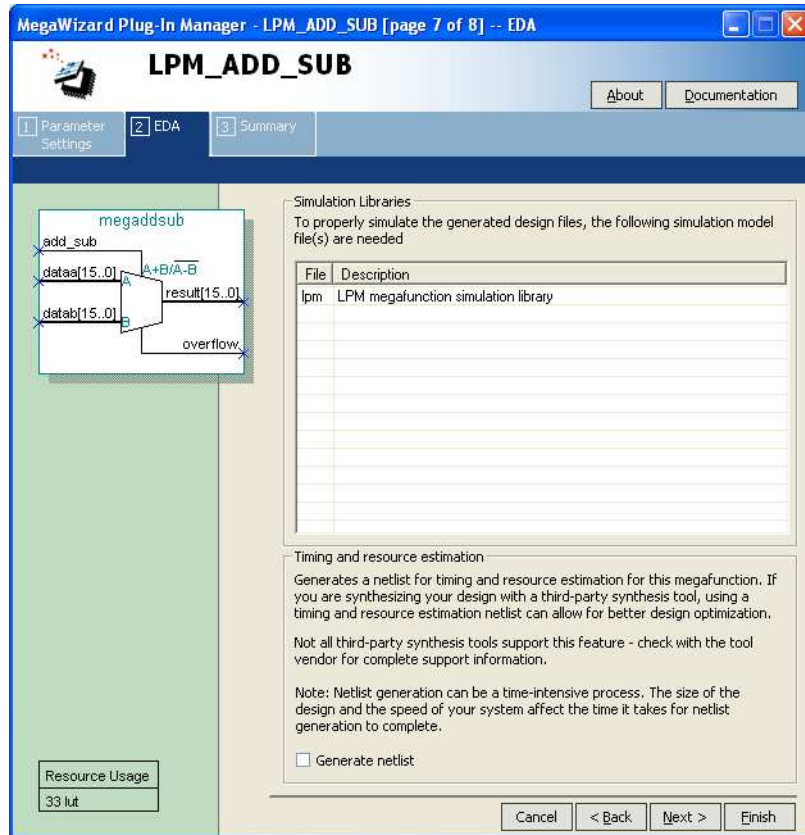 MegaWizard Plug-In Manager - LPM_ADD_SUB [page 7 of 8] -- EDA
LPM_ADD_SUB
About
Documentation
1 Parameter Settings
2 EDA
3 Summary
megaddsub
add_sub
dataa[15..0]
A
A+B/A-B
result[15..0]
datab[15..0]
B
overflow
Simulation Libraries
To properly simulate the generated design files, the following simulation model
file(s) are needed
File Description
lpm LPM megafunction simulation library
Timing and resource estimation
Generates a netlist for timing and resource estimation for this megafunction. If
you are synthesizing your design with a third-party synthesis tool, using a
timing and resource estimation netlist can allow for better design optimization.
Not all third-party synthesis tools support this feature - check with the tool
vendor for complete support information.
Note: Netlist generation can be a time-intensive process. The size of the
design and the speed of your system affect the time it takes for netlist
generation to complete.
Generate netlist
Resource Usage
33 lut
Cancel
< Back
Next >
Finish